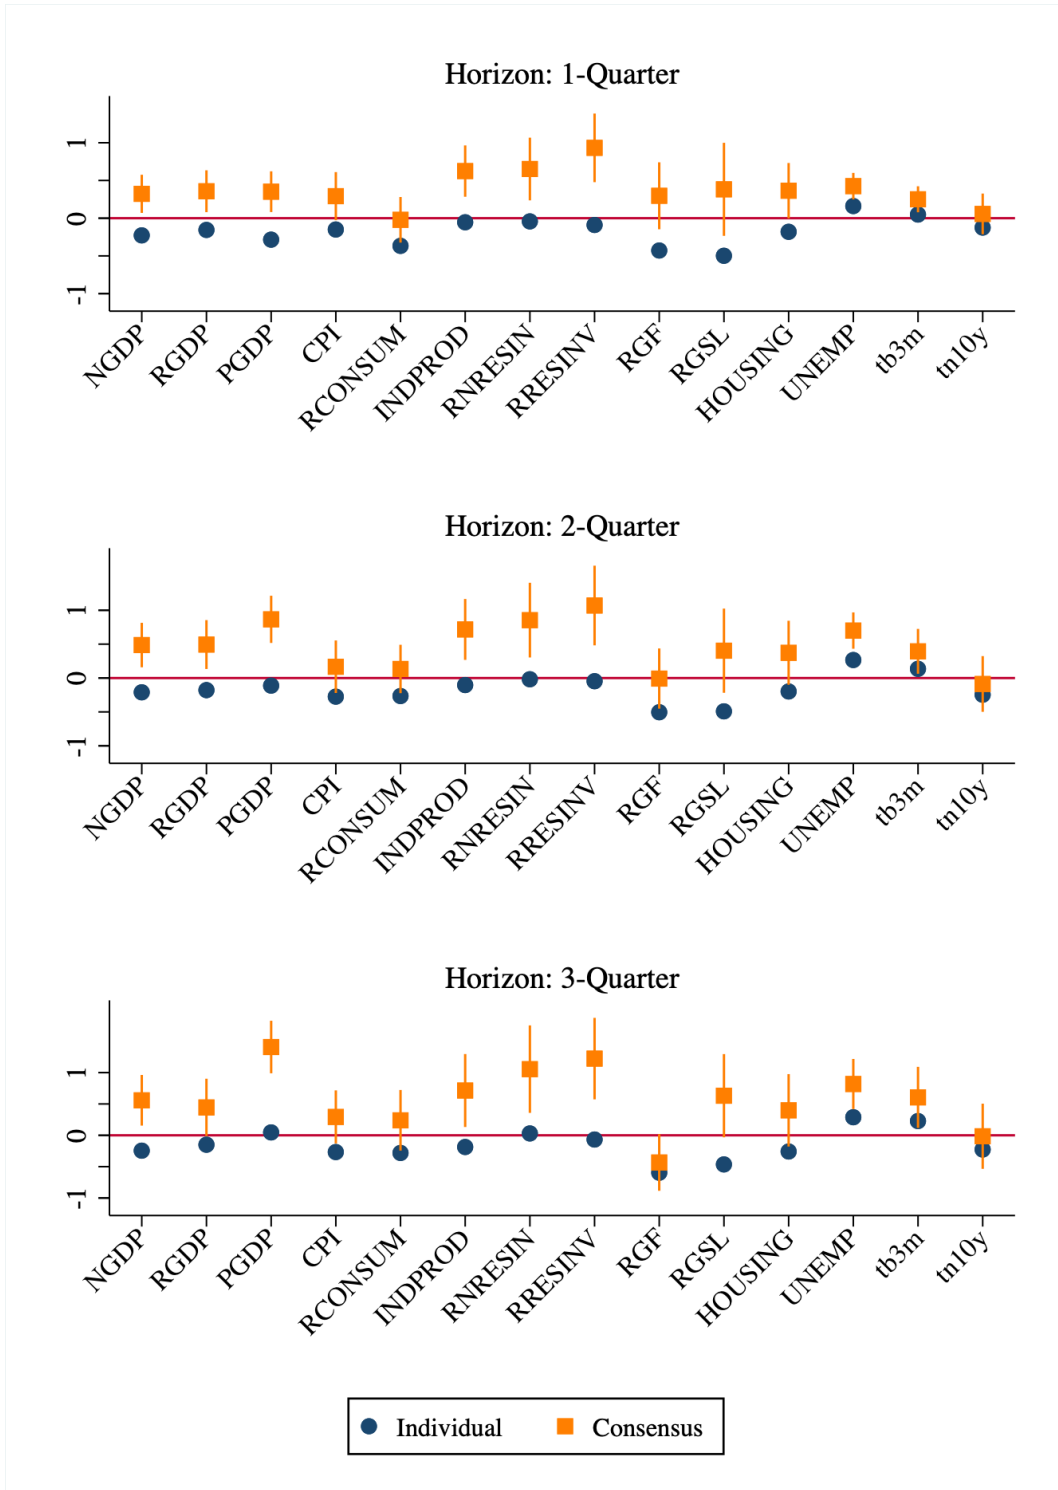 Horizon: 1-Quarter
1
0
-1
NGDP RGDP PGDP CPI RCONSUM INDPROD RNRESIN RRESINV RGF RGSL HOUSING UNEMP tb3m tn10y
Horizon: 2-Quarter
1
0
-1
NGDP RGDP PGDP CPI RCONSUM INDPROD RNRESIN RRESINV RGF RGSL HOUSING UNEMP tb3m tn10y
Horizon: 3-Quarter
1
0
-1
NGDP RGDP PGDP CPI RCONSUM INDPROD RNRESIN RRESINV RGF RGSL HOUSING UNEMP tb3m tn10y
Individual Consensus